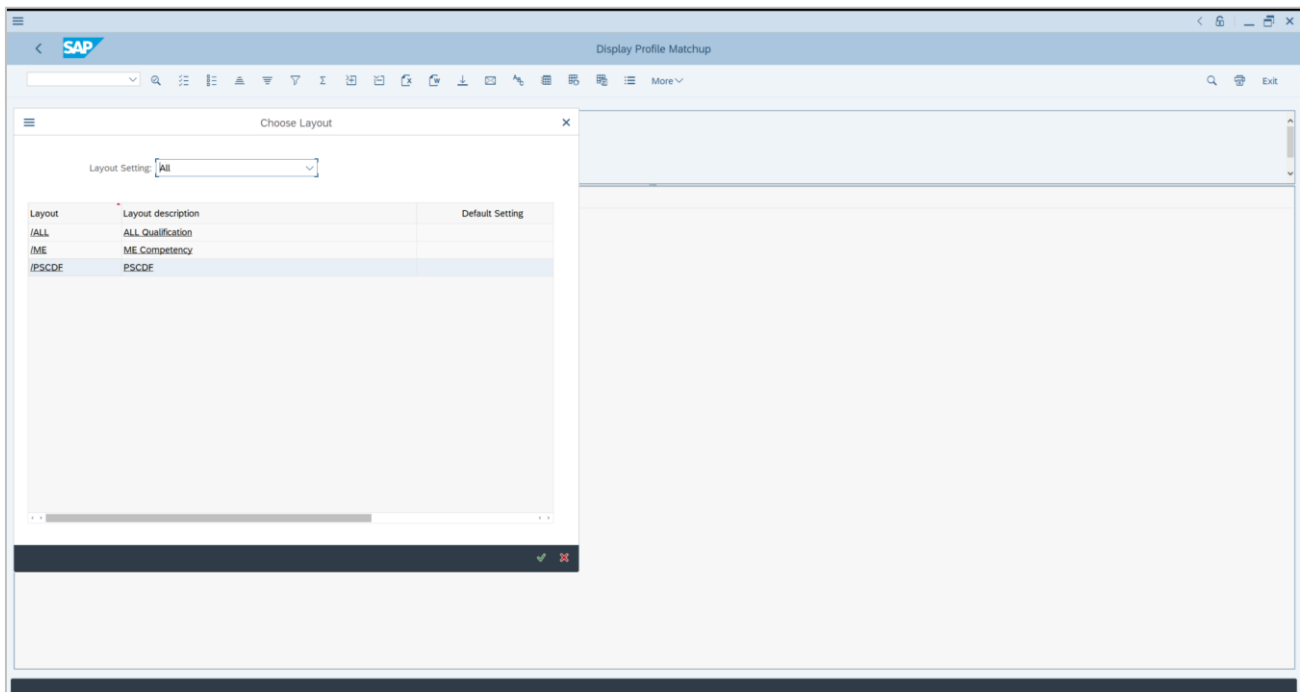 SAP
Display Profile Matchup
More
Exit
Choose Layout
Layout Setting: All
Layout Layout description Default Setting
/ALL ALL Qualification
/ME ME Competency
/PSCDF PSCDF